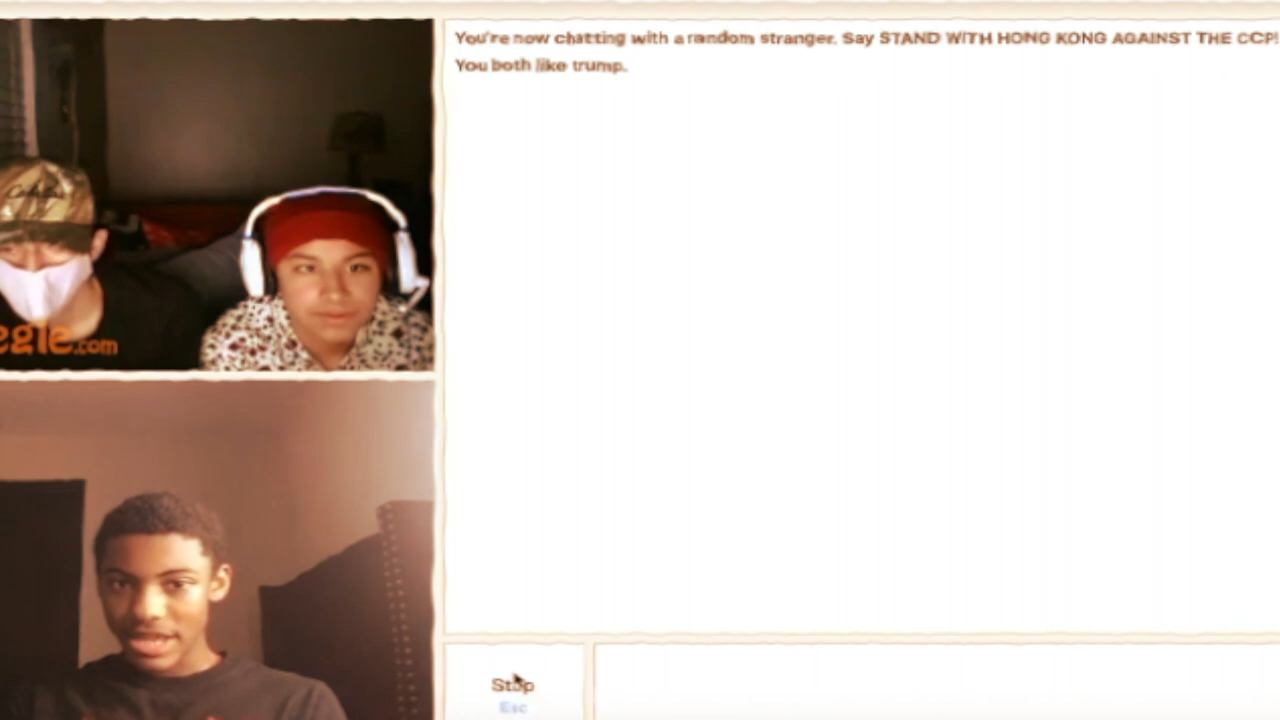 You're now chatting with a random stranger. Say STAND WITH HONG KONG AGAINST THE CCP!
You both like trump.
egle.com
Stop
Esc